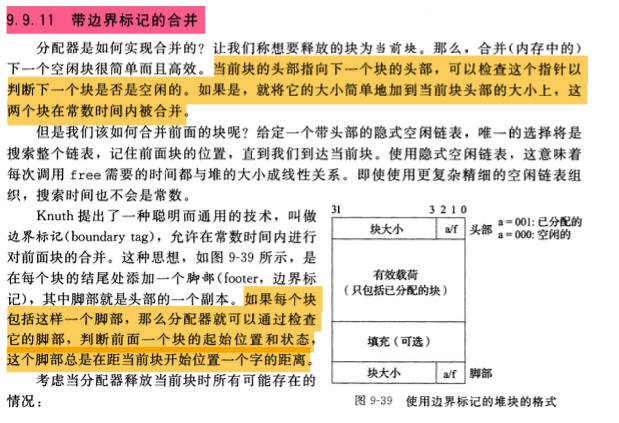 9.9.11 带边界标记的合并
分配器是如何实现合并的？让我们称想要释放的块为当前块。那么，合并(内存中的)
下一个空闲块很简单而且高效。当前块的头部指向下一个块的头部，可以检查这个指针以
判断下一个块是否是空闲的。如果是，就将它的大小简单地加到当前块头部的大小上，这
两个块在常数时间内被合并。
但是我们该如何合并前面的块呢？给定一个带头部的隐式空闲链表，唯一的选择将是
搜索整个链表，记住前面块的位置，直到我们到达当前块。使用隐式空闲链表，这意味着
每次调用 free 需要的时间都与堆的大小成线性关系。即使使用更复杂精细的空闲链表组
织，搜索时间也不会是常数。
Knuth 提出了一种聪明而通用的技术，叫做
边界标记(boundary tag)，允许在常数时间内进行
对前面块的合并。这种思想，如图 9-39 所示，是
在每个块的结尾处添加一个脚部(footer，边界标
记)，其中脚部就是头部的一个副本。如果每个块
包括这样一个脚部，那么分配器就可以通过检查
它的脚部，判断前面一个块的起始位置和状态，
这个脚部总是在距当前块开始位置一个字的距离。
考虑当分配器释放当前块时所有可能存在的
情况：
31 3 2 1 0
块大小 a/f 头部 a = 001: 已分配的
a = 000: 空闲的
有效载荷
(只包括已分配的块)
填充(可选)
块大小 a/f 脚部
图 9-39 使用边界标记的堆块的格式